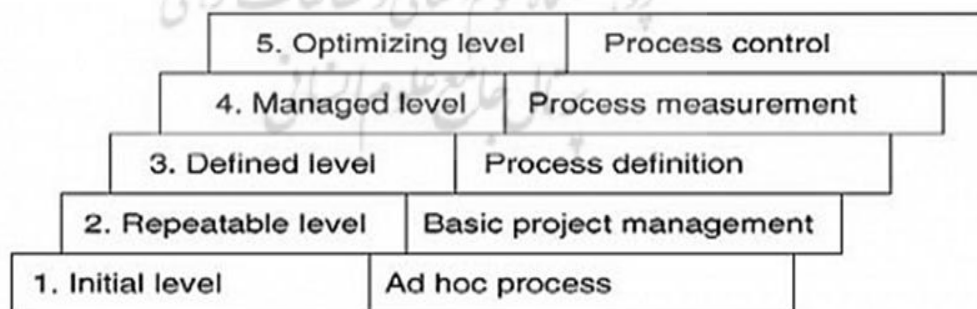 5. Optimizing level Process control
4. Managed level Process measurement
3. Defined level Process definition
2. Repeatable level Basic project management
1. Initial level Ad hoc process